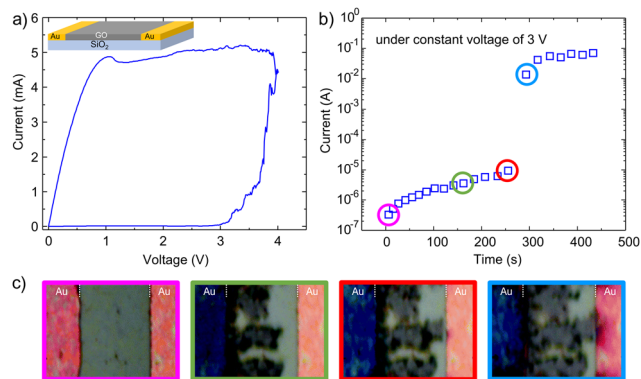 a)
Au
GO
Au
SiO₂
Current (mA)
6
5
4
3
2
1
0
0 1 2 3 4
Voltage (V)
b)
under constant voltage of 3 V
Current (A)
10⁰
10⁻¹
10⁻²
10⁻³
10⁻⁴
10⁻⁵
10⁻⁶
10⁻⁷
0 100 200 300 400 500
Time (s)
c)
Au Au Au Au Au Au Au Au